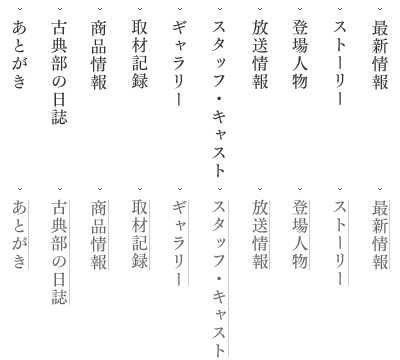 最新情報
ストーリー
登場人物
放送情報
スタッフ・キャスト
ギャラリー
取材記録
商品情報
古典部の日誌
あとがき
最新情報
ストーリー
登場人物
放送情報
スタッフ・キャスト
ギャラリー
取材記録
商品情報
古典部の日誌
あとがき